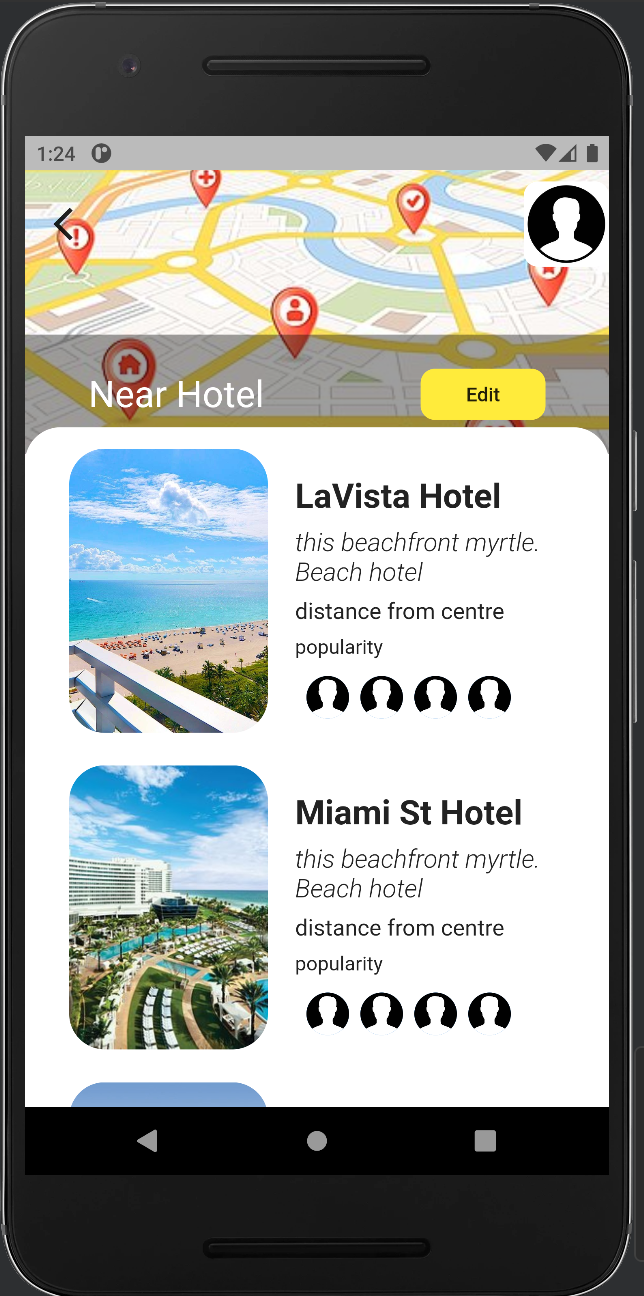 1:24
Near Hotel
Edit
LaVista Hotel
this beachfront myrtle.
Beach hotel
distance from centre
popularity
Miami St Hotel
this beachfront myrtle.
Beach hotel
distance from centre
popularity